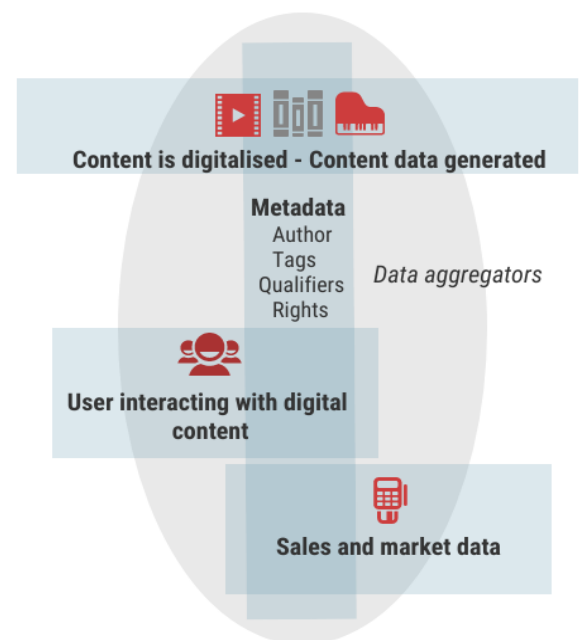 Content is digitalised - Content data generated
Metadata
Author
Tags
Qualifiers
Rights
Data aggregators
User interacting with digital
content
Sales and market data